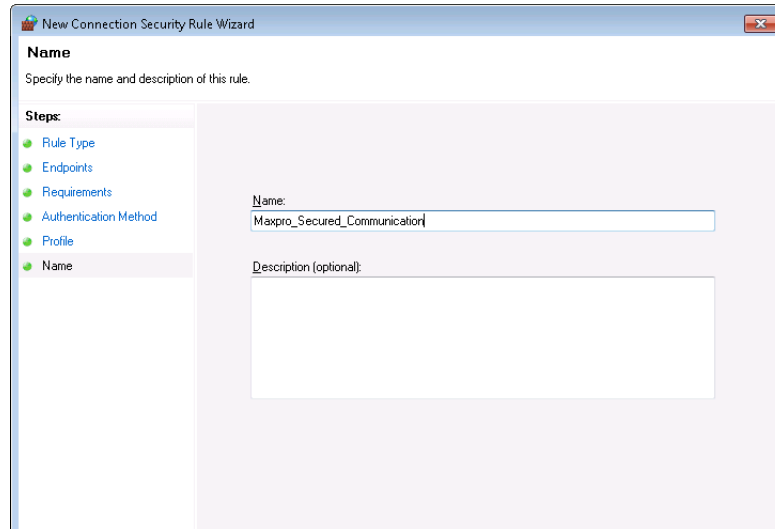 New Connection Security Rule Wizard
Name
Specify the name and description of this rule.
Steps:
Rule Type
Endpoints
Requirements
Authentication Method
Profile
Name
Name:
Maxpro_Secured_Communication
Description (optional):